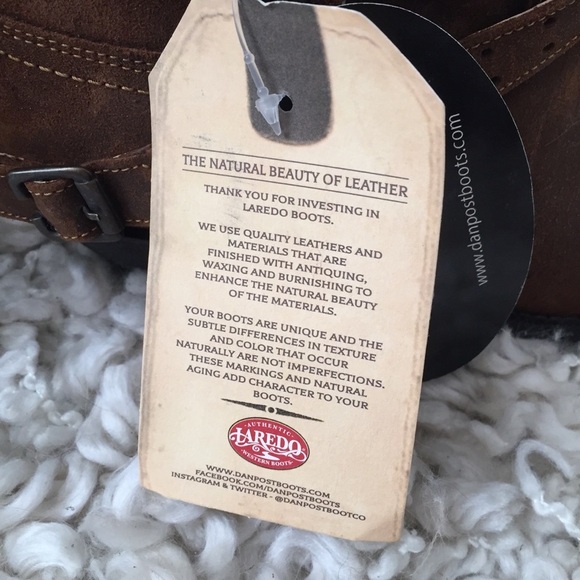 THE NATURAL BEAUTY OF LEATHER
THANK YOU FOR INVESTING IN
LAREDO BOOTS.
WE USE QUALITY LEATHERS AND
MATERIALS THAT ARE
FINISHED WITH ANTIQUING,
WAXING AND BURNISHING TO
ENHANCE THE NATURAL BEAUTY
OF THE MATERIALS.
YOUR BOOTS ARE UNIQUE AND THE
SUBTLE DIFFERENCES IN TEXTURE
AND COLOR THAT OCCUR
NATURALLY ARE NOT IMPERFECTIONS.
THESE MARKINGS AND NATURAL
AGING ADD CHARACTER TO YOUR
BOOTS.
AUTHENTIC
LAREDO
WESTERN BOOTS
WWW.DANPOSTBOOTS.COM
FACEBOOK.COM/DANPOSTBOOTS
INSTAGRAM & TWITTER - @DANPOSTBOOTCO
www.danpostboots.com